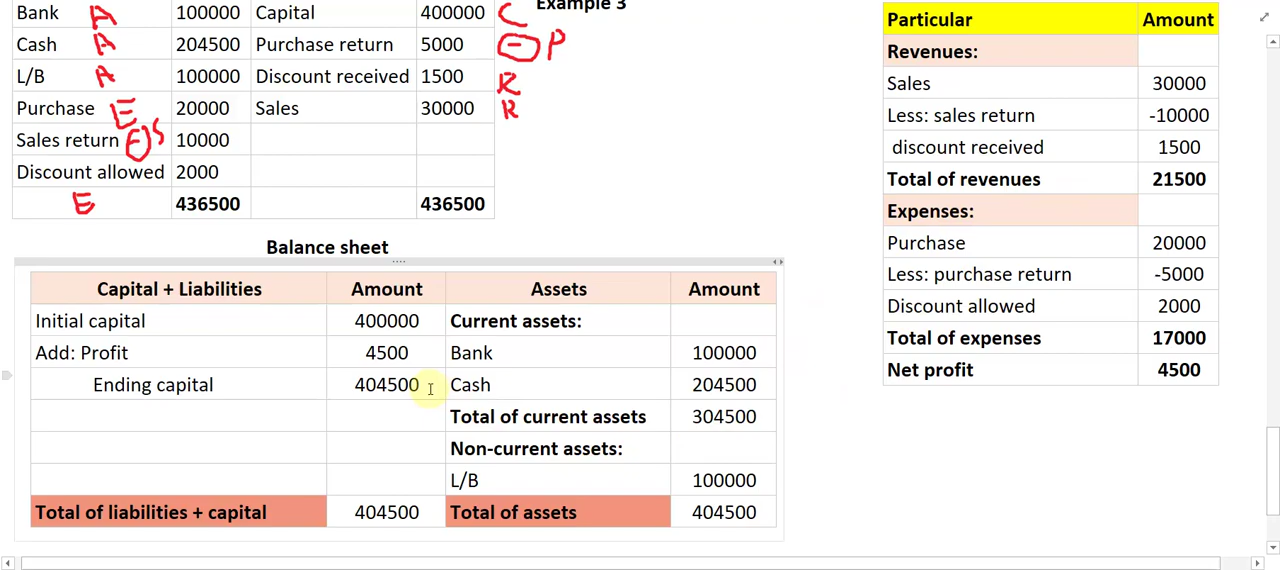 Example 3
Bank A 100000 Capital 400000 C
Cash A 204500 Purchase return 5000 - P
L/B A 100000 Discount received 1500 R
Purchase E 20000 Sales 30000 R
Sales return 10000
Discount allowed 2000
E 436500 436500
Balance sheet
Capital + Liabilities Amount Assets Amount
Initial capital 400000 Current assets:
Add: Profit 4500 Bank 100000
Ending capital 404500 Cash 204500
Total of current assets 304500
Non-current assets:
L/B 100000
Total of liabilities + capital 404500 Total of assets 404500
Particular Amount
Revenues:
Sales 30000
Less: sales return -10000
discount received 1500
Total of revenues 21500
Expenses:
Purchase 20000
Less: purchase return -5000
Discount allowed 2000
Total of expenses 17000
Net profit 4500